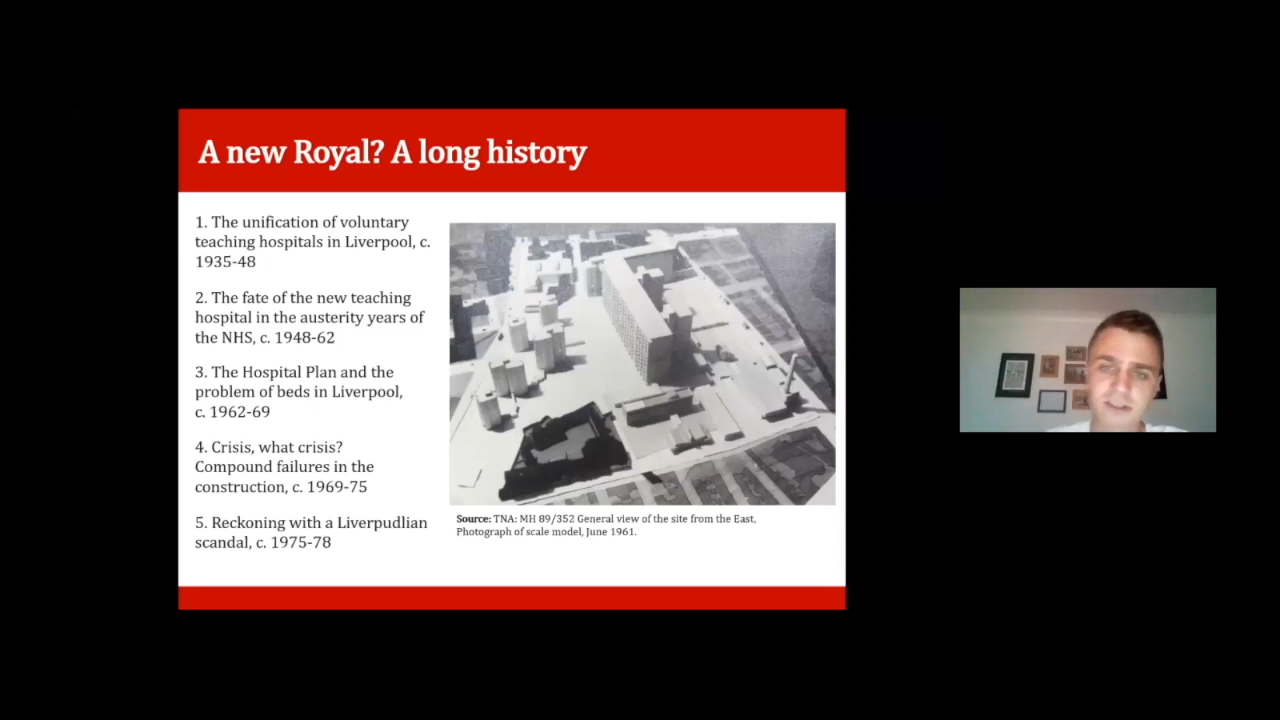 A new Royal? A long history
1. The unification of voluntary
teaching hospitals in Liverpool, c.
1935-48
2. The fate of the new teaching
hospital in the austerity years of
the NHS, c. 1948-62
3. The Hospital Plan and the
problem of beds in Liverpool,
c. 1962-69
4. Crisis, what crisis?
Compound failures in the
construction, c. 1969-75
5. Reckoning with a Liverpudlian
scandal, c. 1975-78
Source: TNA: MH 89/352 General view of the site from the East,
Photograph of scale model, June 1961.